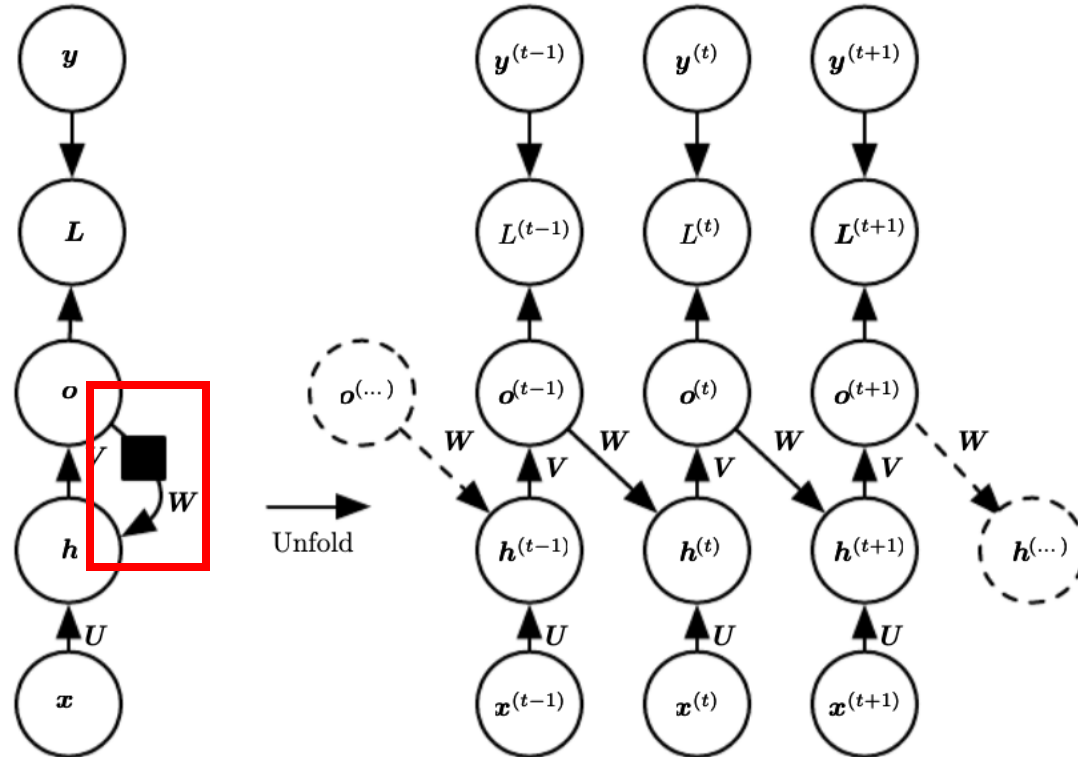 y
y(t−1) y(t) y(t+1)
L
L(t−1) L(t) L(t+1)
o
o(...) o(t−1) o(t) o(t+1)
V W W V W V W V W
h
Unfold
h(t−1) h(t) h(t+1) h(...)
U U U U
x
x(t−1) x(t) x(t+1)